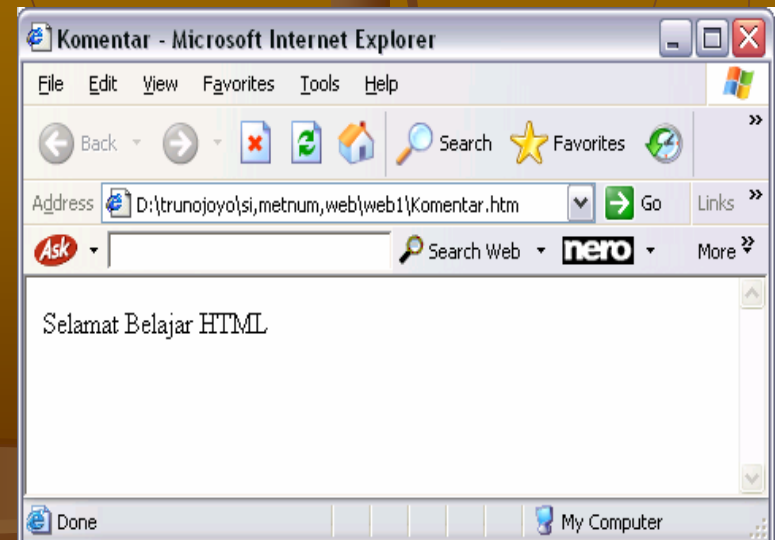 Komentar - Microsoft Internet Explorer
File Edit View Favorites Tools Help
Back Search Favorites »
Address D:\trunojoyo\si,metnum,web\web1\Komentar.htm Go Links »
Ask Search Web nero More »
Selamat Belajar HTML
Done My Computer